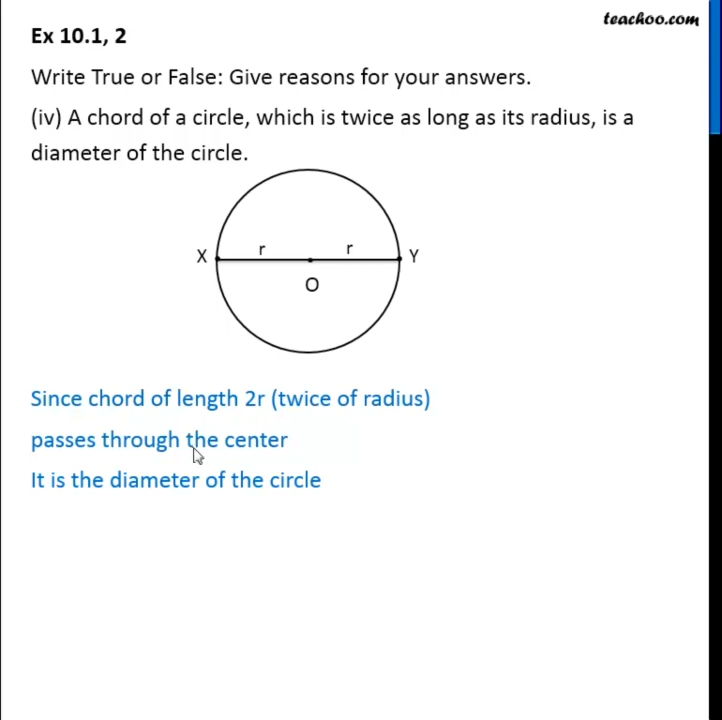 teachoo.com
Ex 10.1, 2
Write True or False: Give reasons for your answers.
(iv) A chord of a circle, which is twice as long as its radius, is a
diameter of the circle.
X r r Y
O
Since chord of length 2r (twice of radius)
passes through the center
It is the diameter of the circle